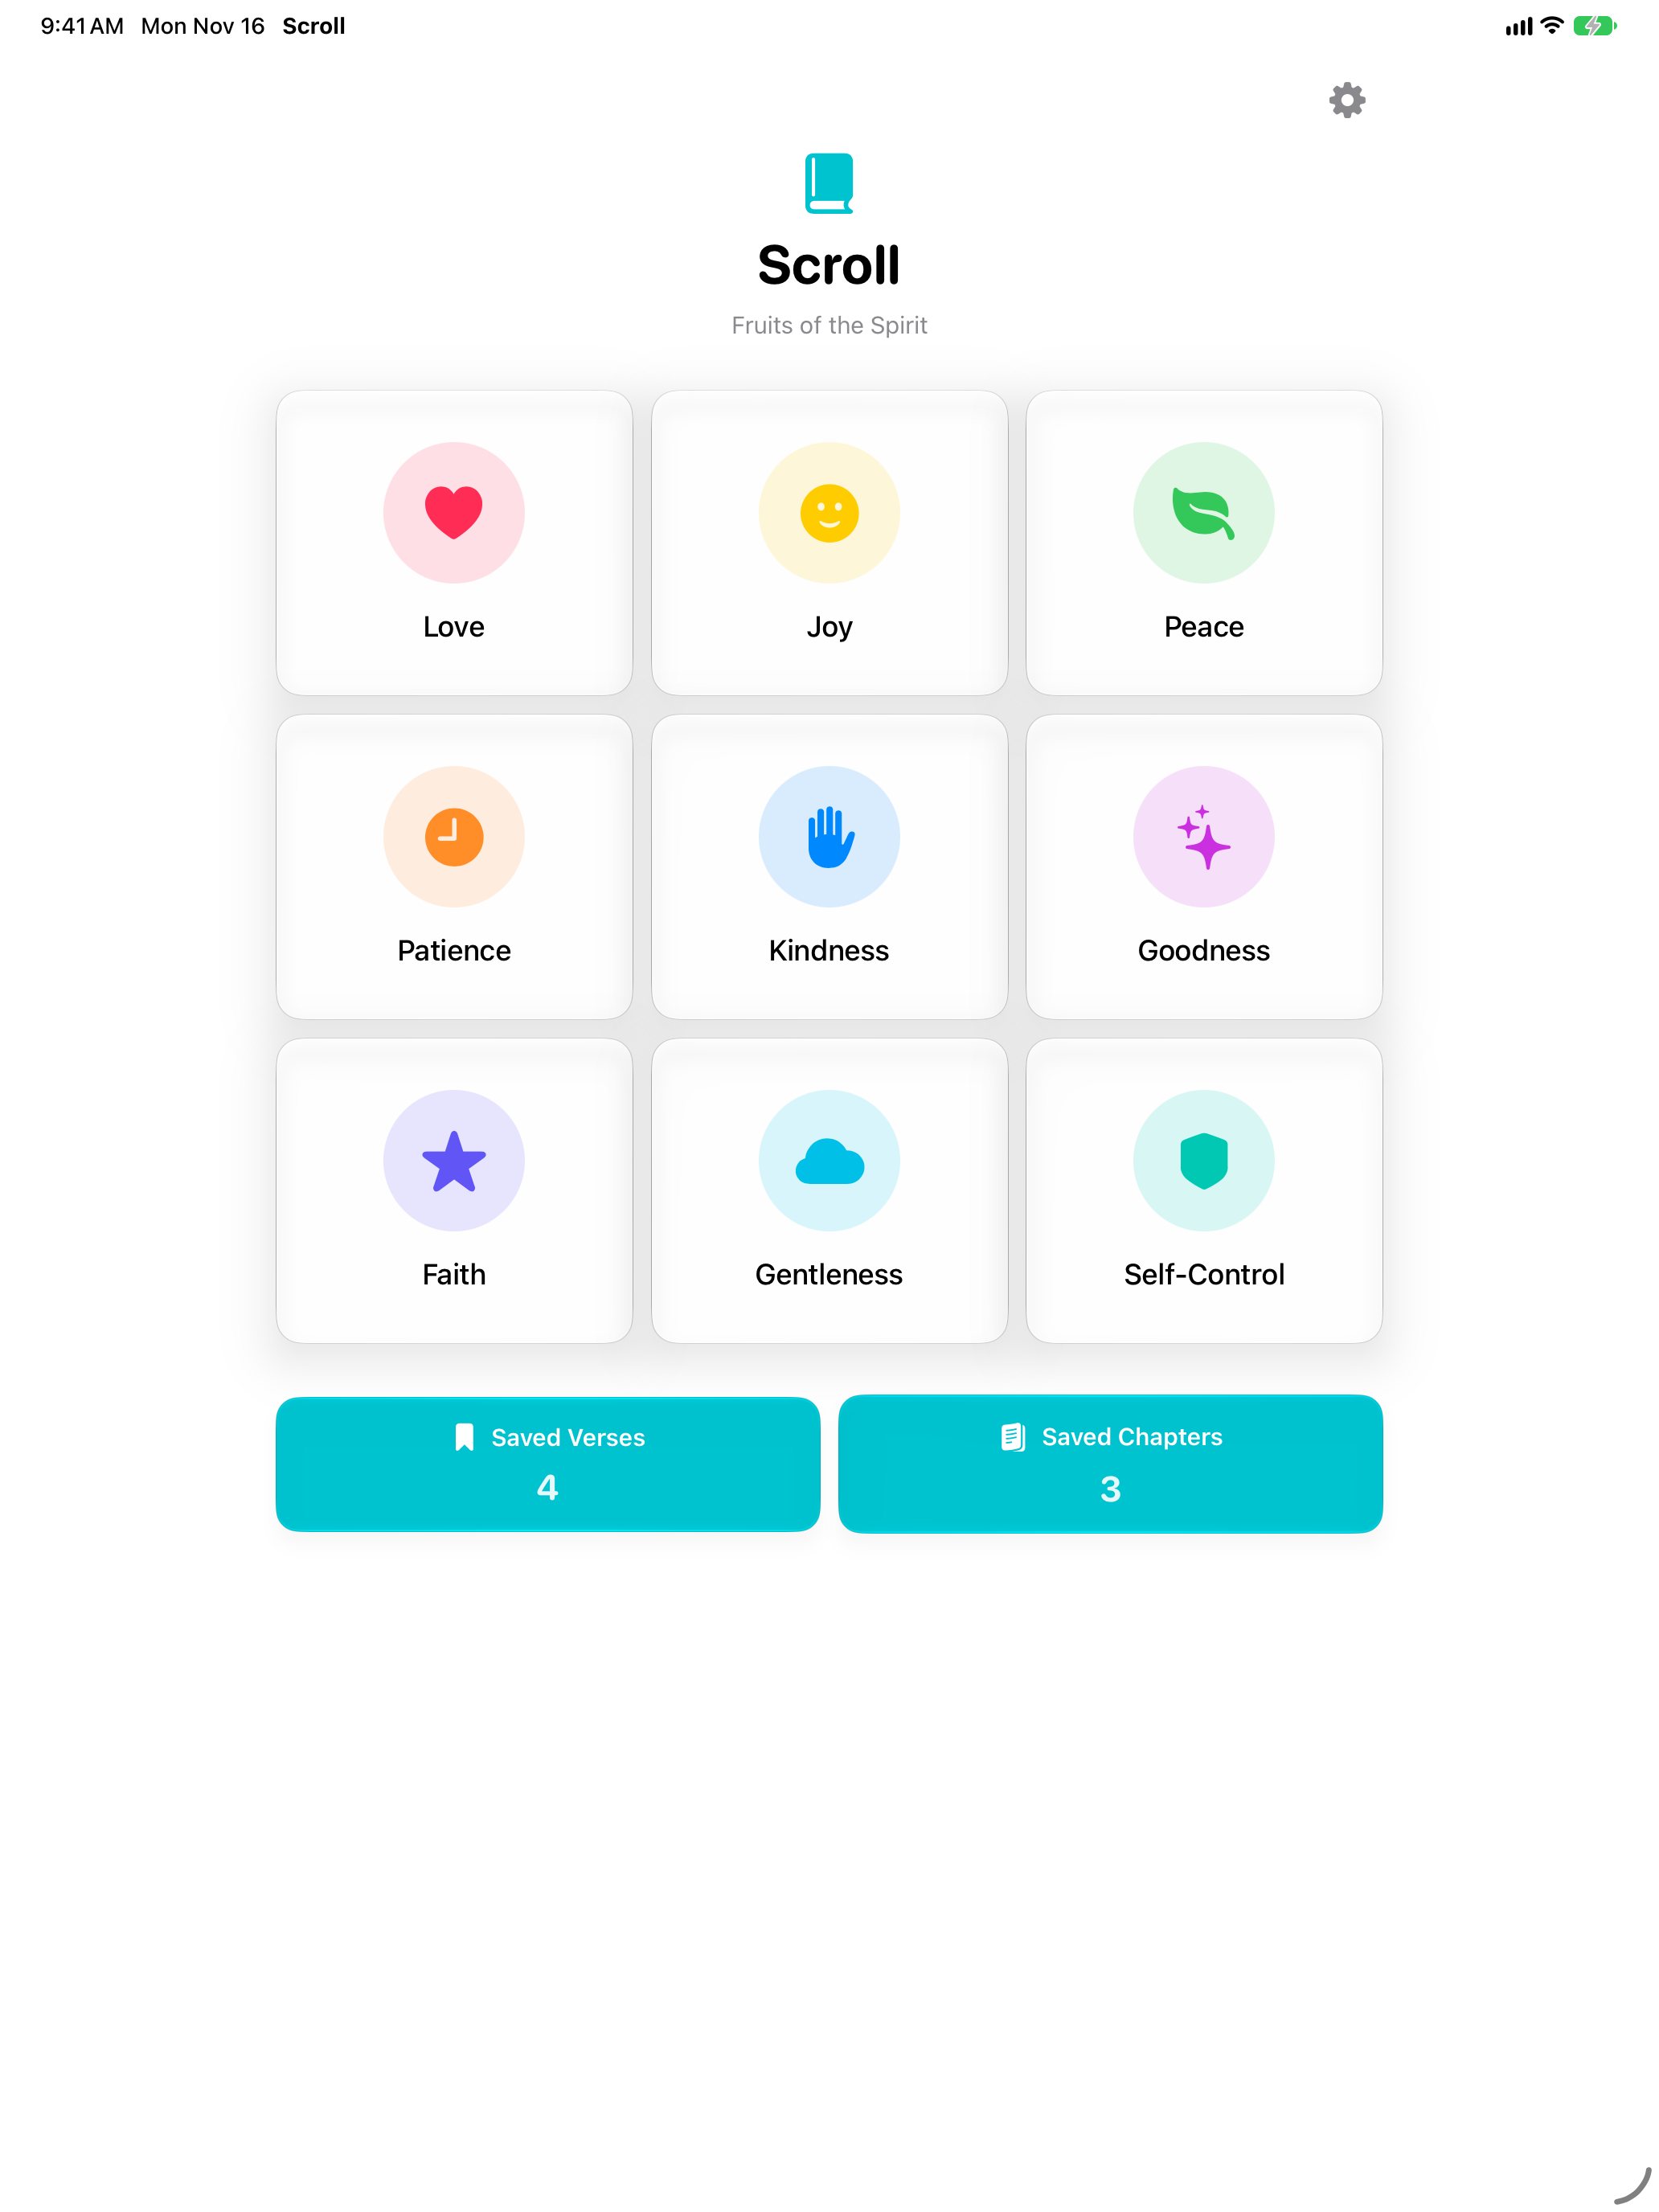 9:41 AM Mon Nov 16 Scroll
Scroll
Fruits of the Spirit
Love Joy Peace
Patience Kindness Goodness
Faith Gentleness Self-Control
Saved Verses Saved Chapters
4 3